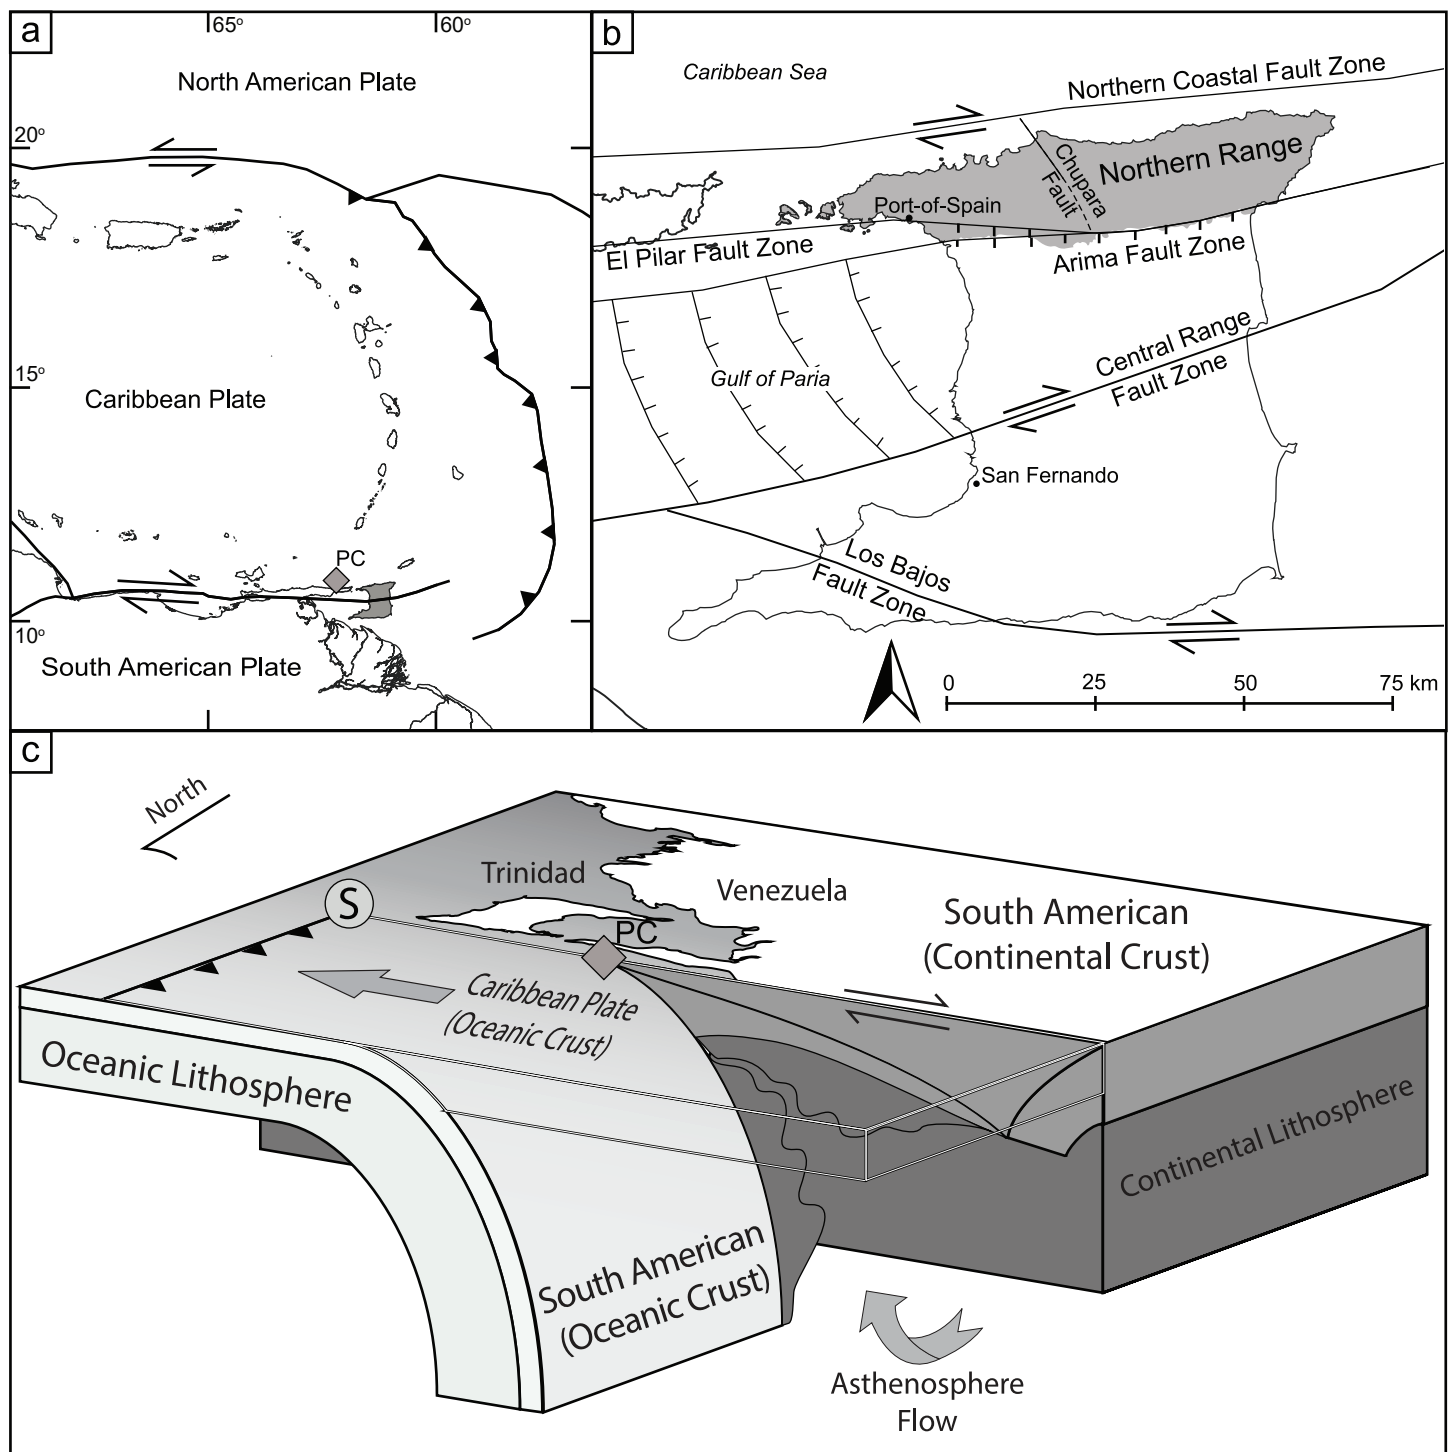 a
65°
60°
North American Plate
20°
15°
Caribbean Plate
PC
10°
South American Plate
b
Caribbean Sea
Northern Coastal Fault Zone
Chupara
Fault
Northern Range
Port-of-Spain
El Pilar Fault Zone
Arima Fault Zone
Central Range
Fault Zone
Gulf of Paria
San Fernando
Los Bajos
Fault Zone
0
25
50
75 km
c
North
Trinidad
Venezuela
S
PC
South American
(Continental Crust)
Caribbean Plate
(Oceanic Crust)
Oceanic Lithosphere
Continental Lithosphere
South American
(Oceanic Crust)
Asthenosphere
Flow